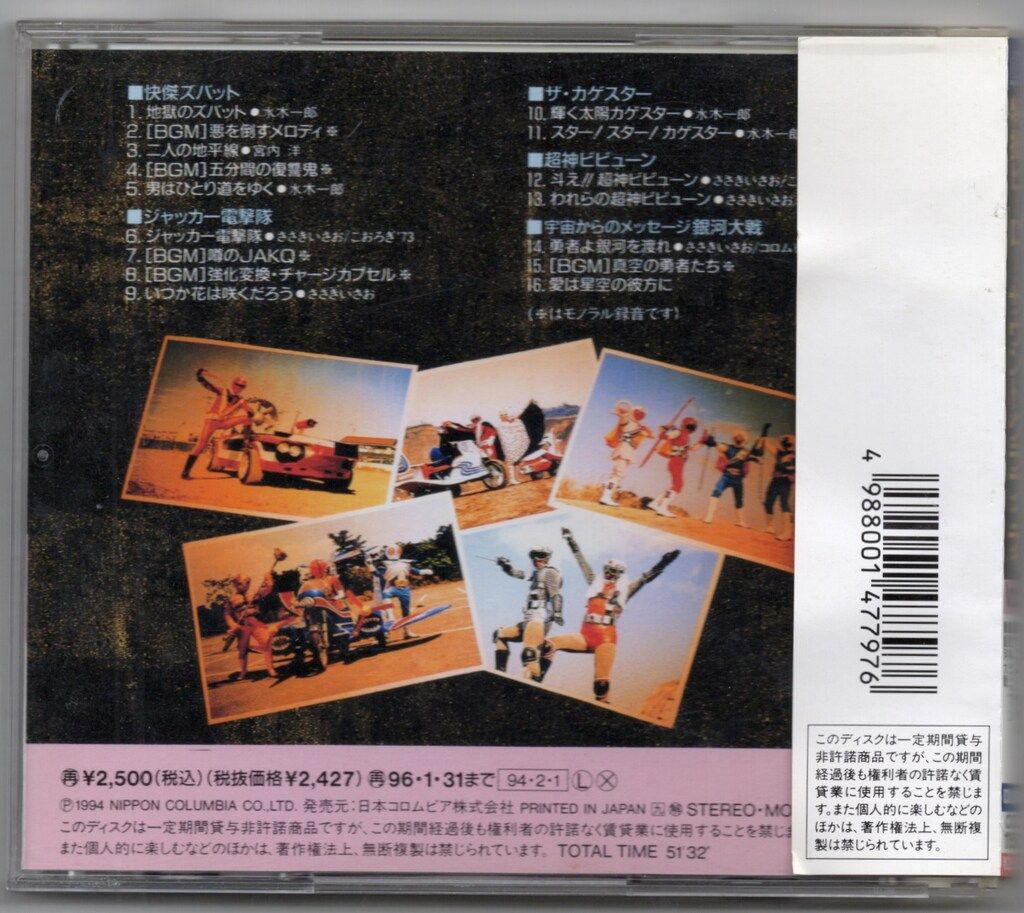 ■快傑ズバット
1. 地獄のズバット●水木一郎
2. [BGM]悪を倒すメロディ※
3. 二人の地平線●宮内 洋
4. [BGM]五分間の復讐鬼※
5. 男はひとり道をゆく●水木一郎
■ジャッカー電撃隊
6. ジャッカー電撃隊●ささきいさお/こおろぎ'73
7. [BGM]噂のJAKQ※
8. [BGM]強化変換・チャージカプセル※
9. いつか花は咲くだろう●ささきいさお
■ザ・カゲスター
10. 輝く太陽カゲスター●水木一郎
11. スター!スター!カゲスター●水木一郎
■超神ビビューン
12. 斗え!!超神ビビューン●ささきいさお/こ
13. われらの超神ビビューン●ささきいさお
■宇宙からのメッセージ銀河大戦
14. 勇者よ銀河を渡れ●ささきいさお/コロム
15. [BGM]真空の勇者たち※
16. 愛は星空の彼方に
(※はモノラル録音です)
再¥2,500(税込)(税抜価格¥2,427)再96・1・31まで 94・2・1 Ⓛ Ⓧ
Ⓟ1994 NIPPON COLUMBIA CO.,LTD. 発売元:日本コロムビア株式会社 PRINTED IN JAPAN STEREO・MO
このディスクは一定期間貸与非許諾商品ですが、この期間経過後も権利者の許諾なく賃貸業に使用することを禁じま
また個人的に楽しむなどのほかは、著作権法上、無断複製は禁じられています。 TOTAL TIME 51'32"
4 988001 477976
このディスクは一定期間貸与
非許諾商品ですが、この期間
経過後も権利者の許諾なく賃
貸業に使用することを禁じま
す。また個人的に楽しむなどの
ほかは、著作権法上、無断複
製は禁じられています。